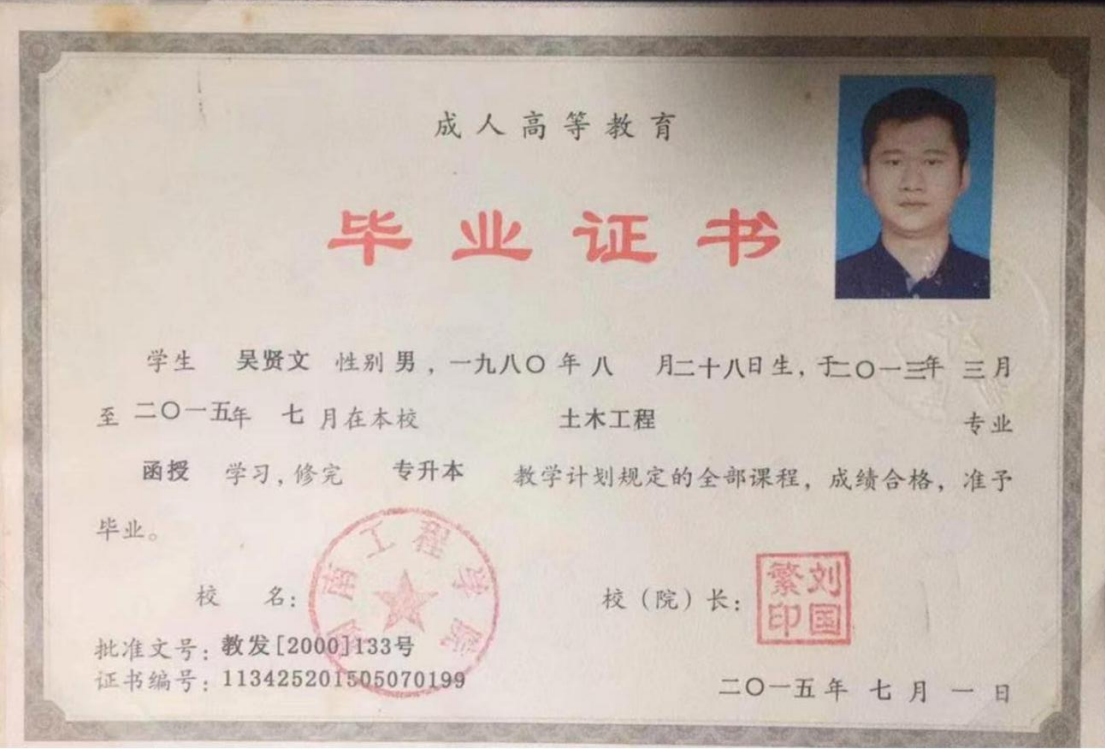 成人高等教育
毕业证书
学生 吴贤文 性别 男，一九八〇年八 月二十八日生，于二〇一三年 三月
至 二〇一五年 七 月在本校 土木工程 专业
函授 学习，修完 专升本 教学计划规定的全部课程，成绩合格，准予
毕业。
南工程学院
校 名： 校（院）长：
刘国繁印
批准文号：教发[2000]133号
证书编号：113425201505070199
二〇一五年 七月 一日